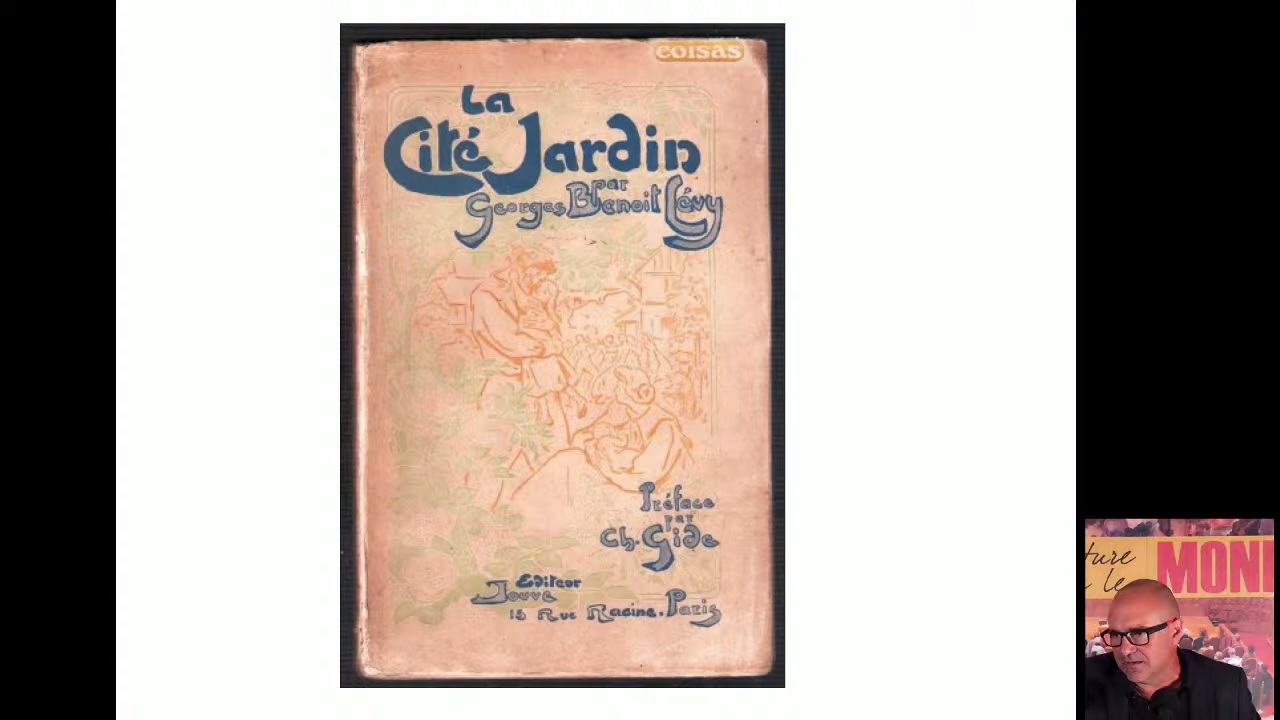 coisas
La
Cité Jardin
par
Georges Benoit Lévy
Préface
par
Ch. Gide
Editeur
Jouve
15 Rue Racine. Paris
ture
le
MONI